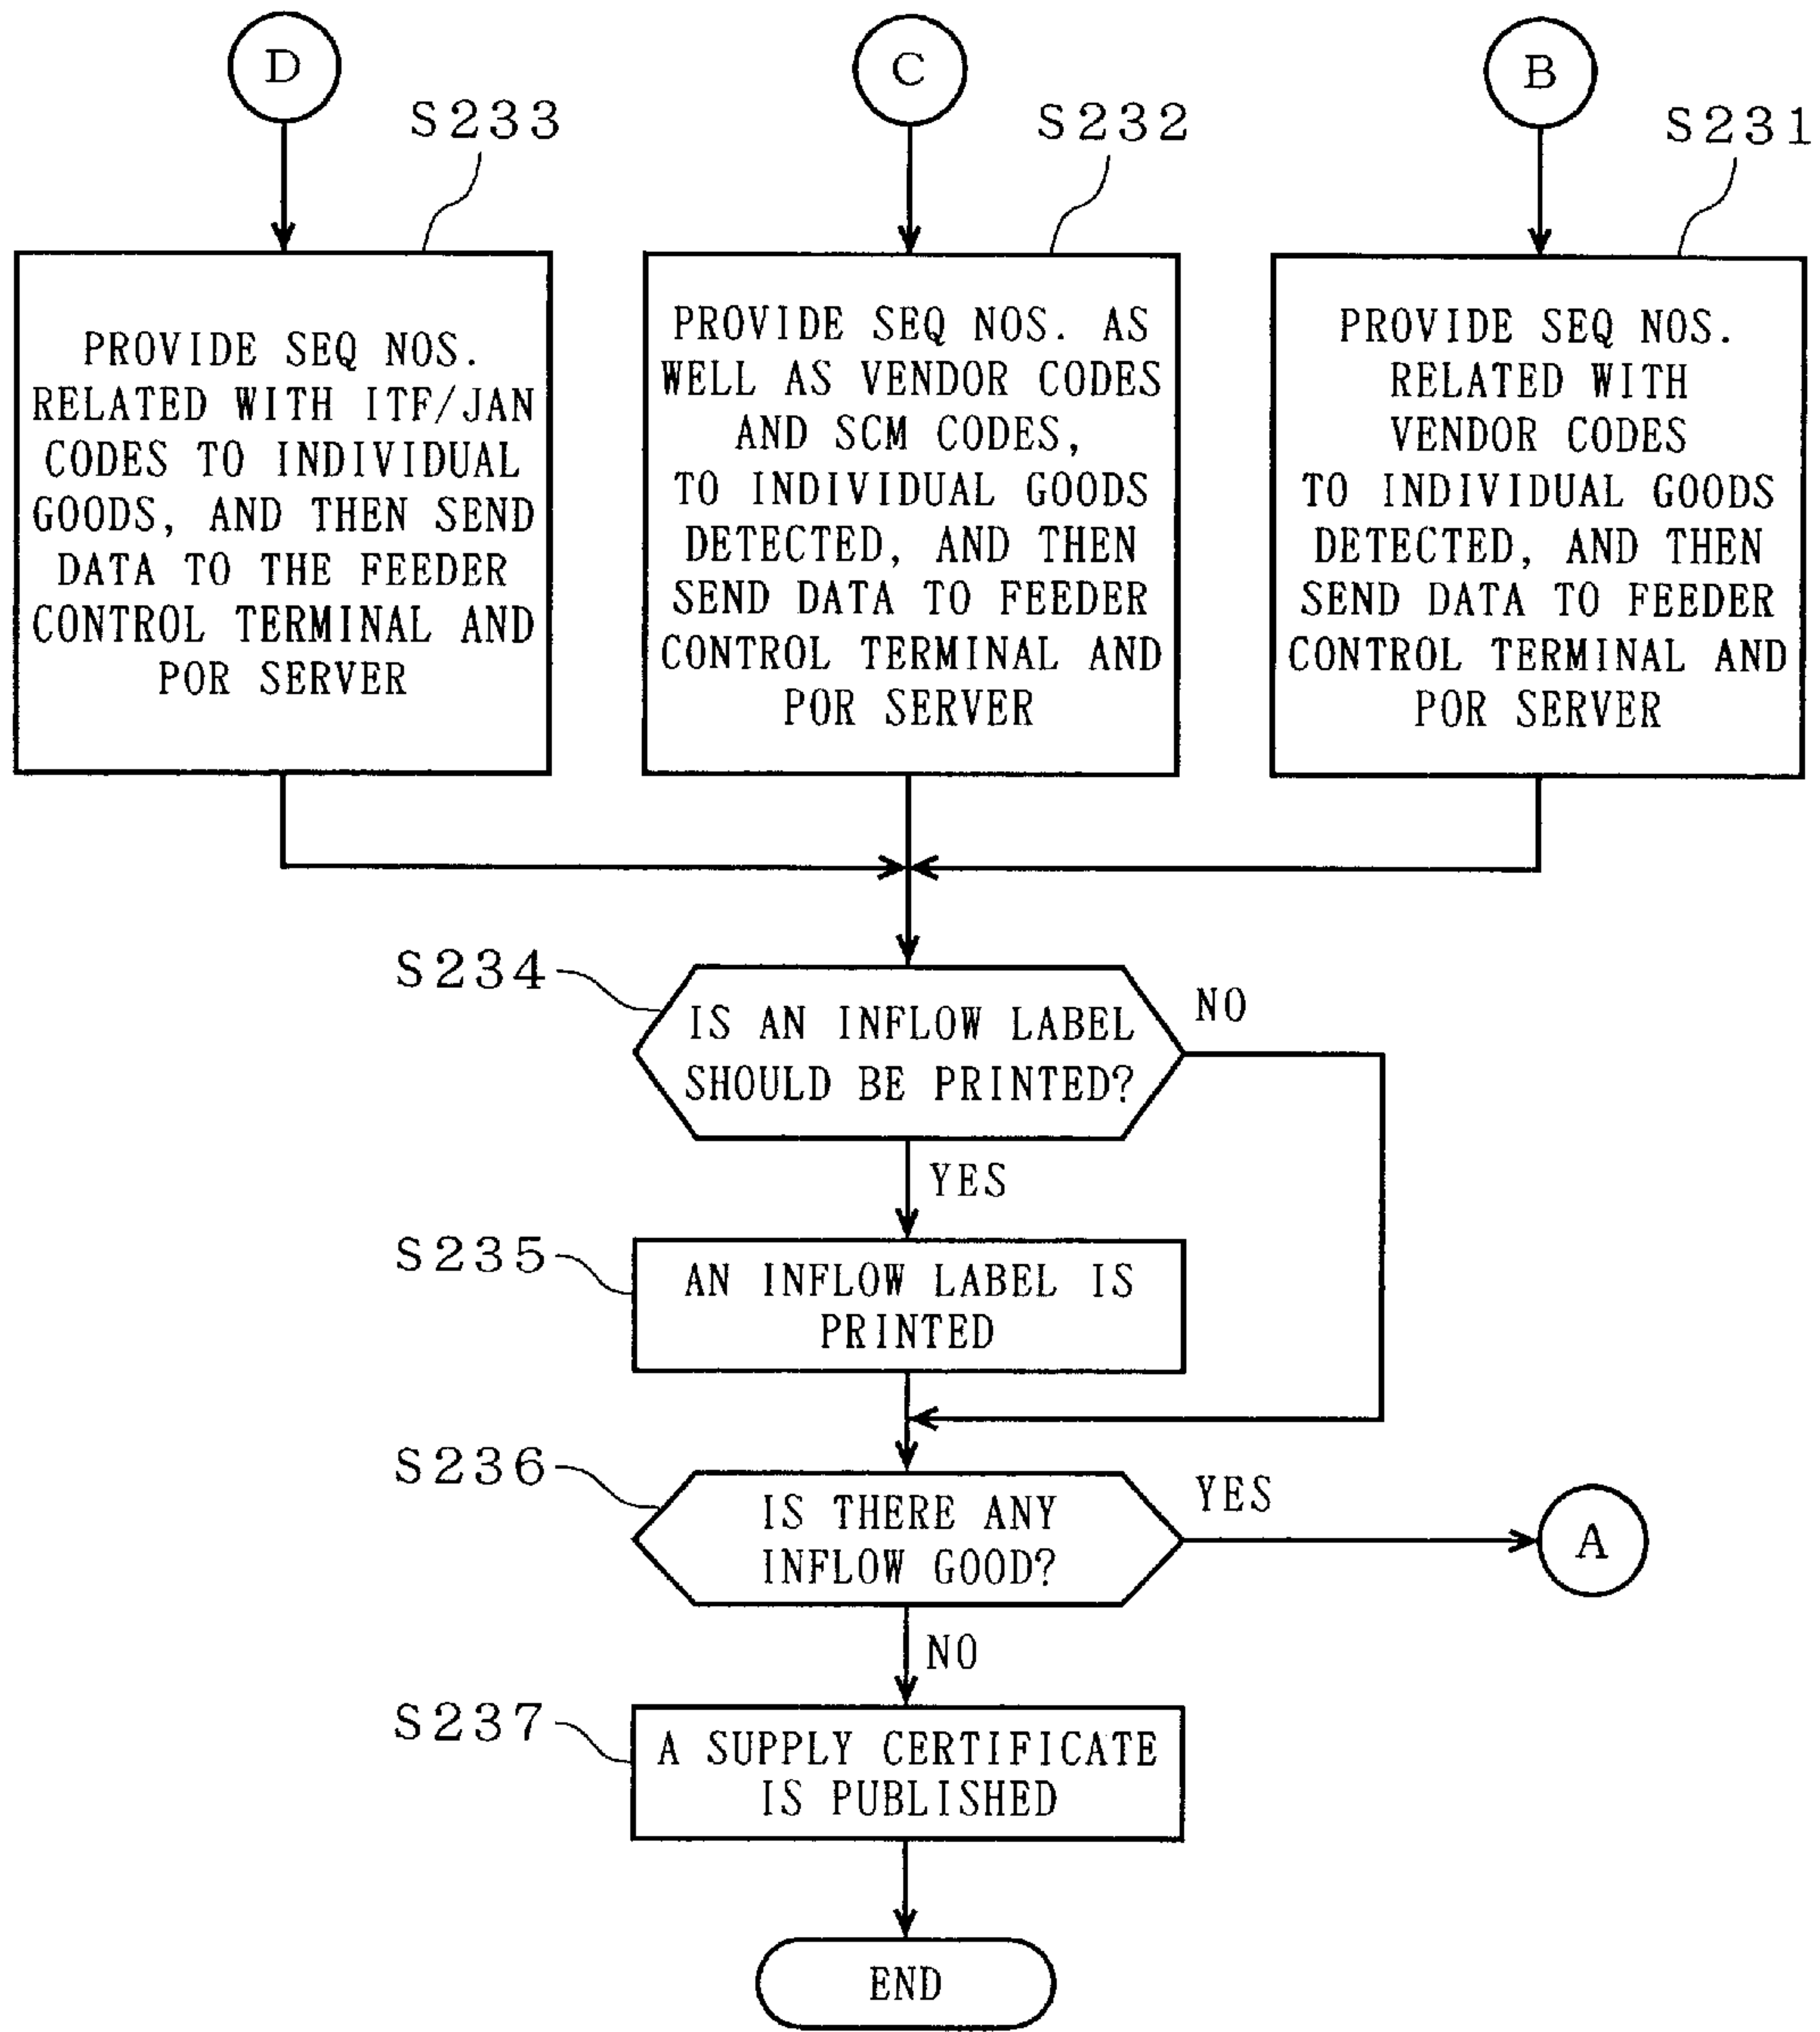 D
C
B
S233
S232
S231
PROVIDE SEQ NOS.
RELATED WITH ITF/JAN
CODES TO INDIVIDUAL
GOODS, AND THEN SEND
DATA TO THE FEEDER
CONTROL TERMINAL AND
POR SERVER
PROVIDE SEQ NOS. AS
WELL AS VENDOR CODES
AND SCM CODES,
TO INDIVIDUAL GOODS
DETECTED, AND THEN
SEND DATA TO FEEDER
CONTROL TERMINAL AND
POR SERVER
PROVIDE SEQ NOS.
RELATED WITH
VENDOR CODES
TO INDIVIDUAL GOODS
DETECTED, AND THEN
SEND DATA TO FEEDER
CONTROL TERMINAL AND
POR SERVER
S234
IS AN INFLOW LABEL
SHOULD BE PRINTED?
NO
YES
S235
AN INFLOW LABEL IS
PRINTED
S236
IS THERE ANY
INFLOW GOOD?
YES
A
NO
S237
A SUPPLY CERTIFICATE
IS PUBLISHED
END